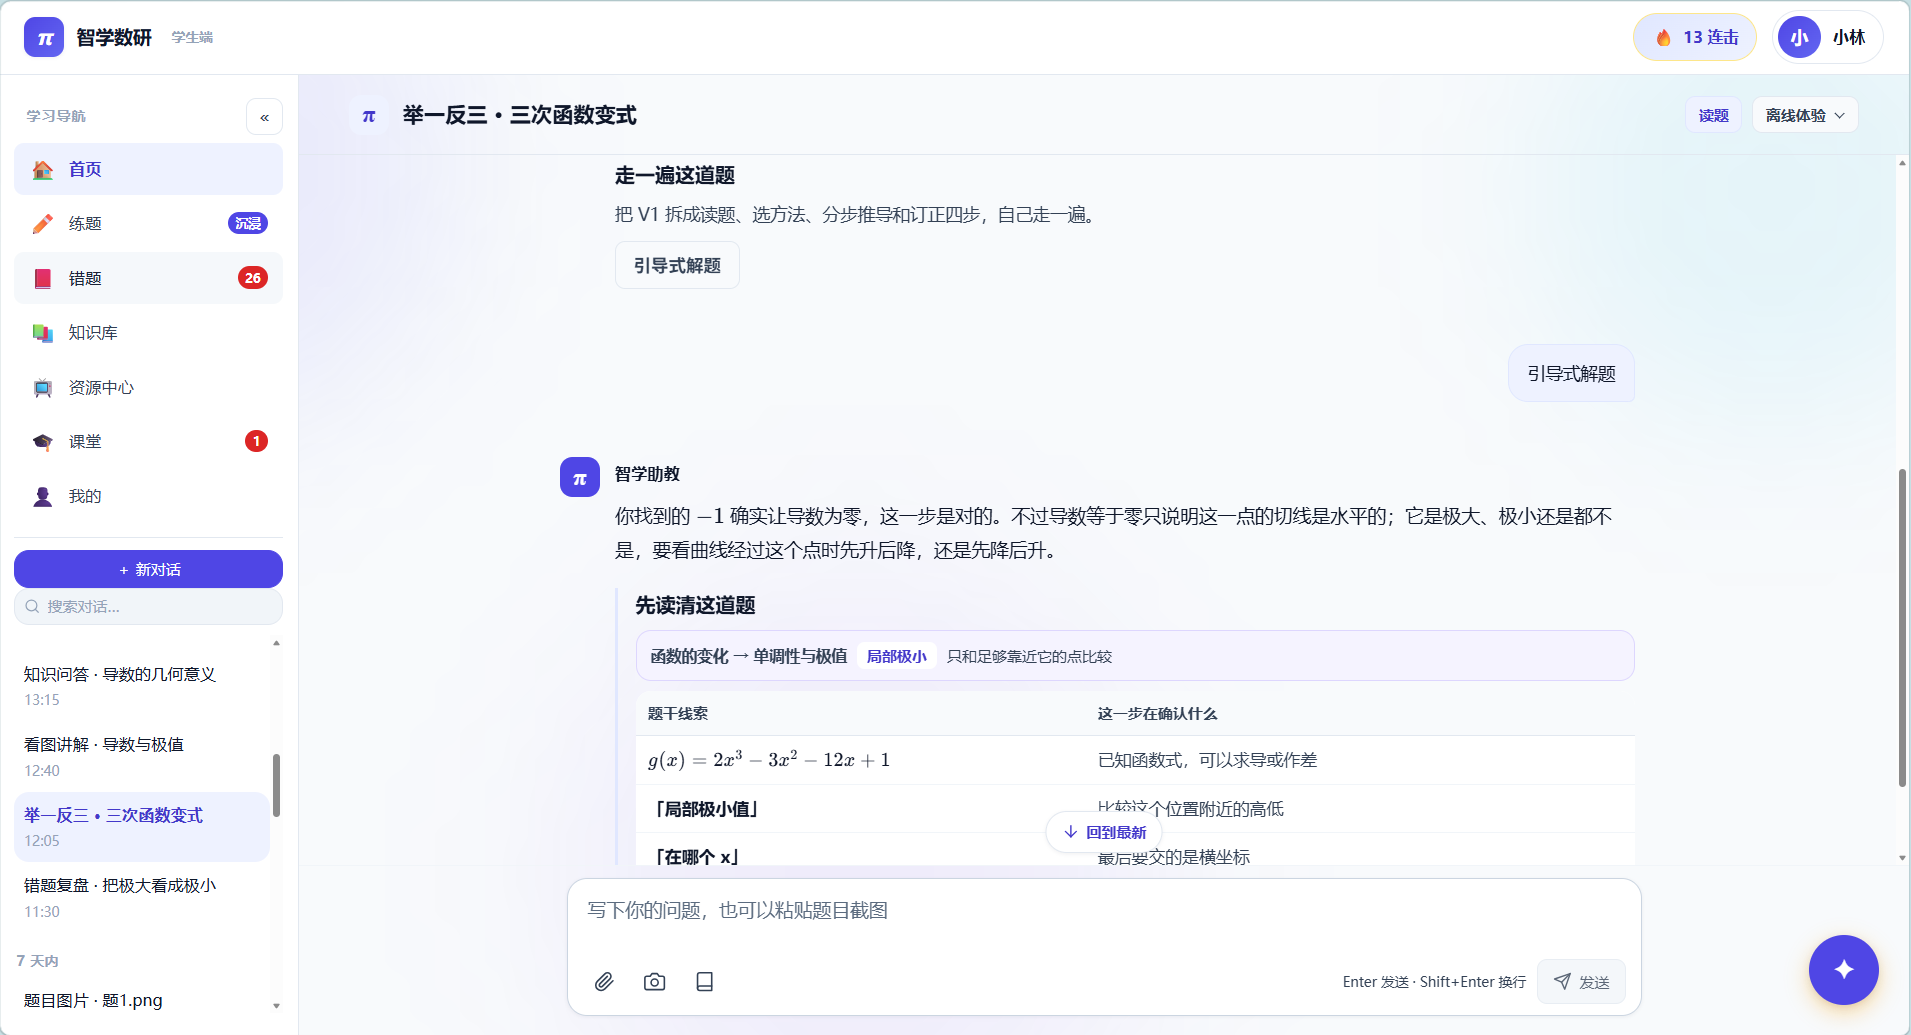 π 智学数研 学生端
13 连击
小 小林
学习导航
«
首页
练题 沉浸
错题 26
知识库
资源中心
课堂 1
我的
+ 新对话
搜索对话...
知识问答 · 导数的几何意义
13:15
看图讲解 · 导数与极值
12:40
举一反三 • 三次函数变式
12:05
错题复盘 · 把极大看成极小
11:30
7 天内
题目图片 · 题1.png
π 举一反三 • 三次函数变式
读题
离线体验
走一遍这道题
把 V1 拆成读题、选方法、分步推导和订正四步，自己走一遍。
引导式解题
引导式解题
π 智学助教
你找到的 −1 确实让导数为零，这一步是对的。不过导数等于零只说明这一点的切线是水平的；它是极大、极小还是都不
是，要看曲线经过这个点时先升后降，还是先降后升。
先读清这道题
函数的变化 → 单调性与极值 局部极小 只和足够靠近它的点比较
题干线索 这一步在确认什么
g(x) = 2x³ − 3x² − 12x + 1 已知函数式，可以求导或作差
「局部极小值」 比较这个位置附近的高低
↓ 回到最新
「在哪个 x」 最后要交的是横坐标
写下你的问题，也可以粘贴题目截图
Enter 发送 · Shift+Enter 换行
发送